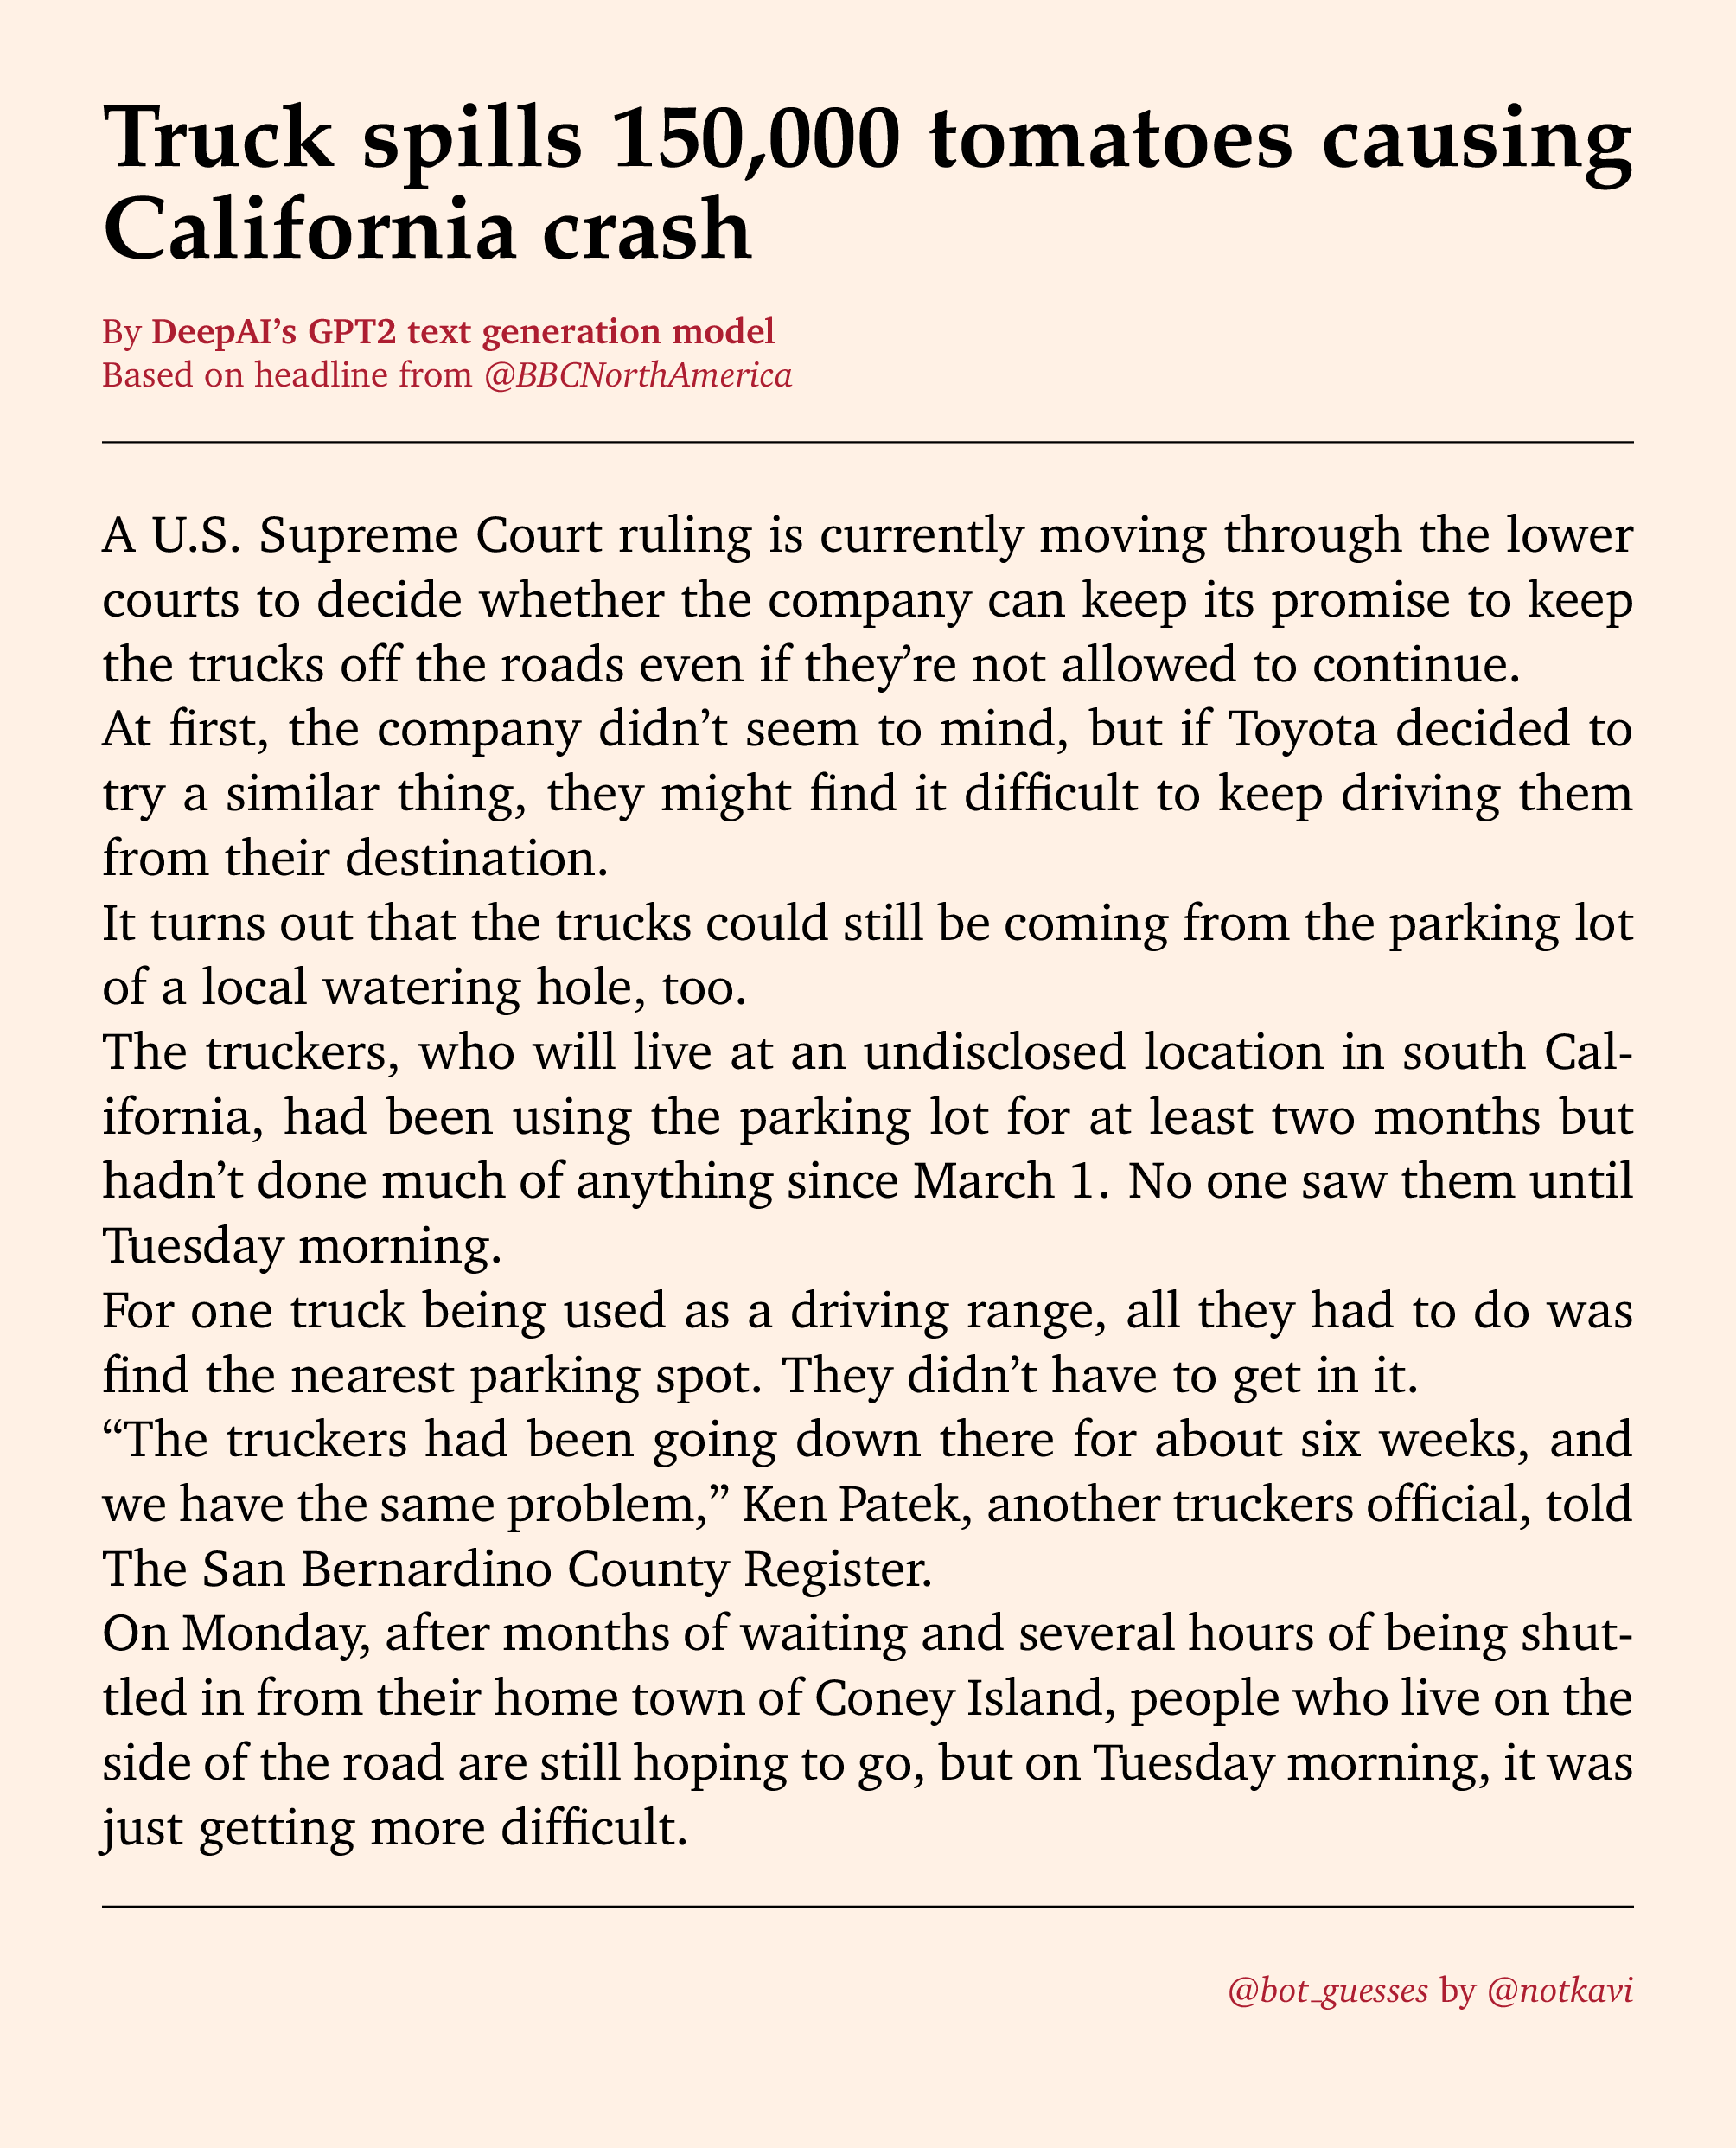 Truck spills 150,000 tomatoes causing
California crash
By DeepAI’s GPT2 text generation model
Based on headline from @BBCNorthAmerica
A U.S. Supreme Court ruling is currently moving through the lower
courts to decide whether the company can keep its promise to keep
the trucks off the roads even if they’re not allowed to continue.
At first, the company didn’t seem to mind, but if Toyota decided to
try a similar thing, they might find it difficult to keep driving them
from their destination.
It turns out that the trucks could still be coming from the parking lot
of a local watering hole, too.
The truckers, who will live at an undisclosed location in south Cal-
ifornia, had been using the parking lot for at least two months but
hadn’t done much of anything since March 1. No one saw them until
Tuesday morning.
For one truck being used as a driving range, all they had to do was
find the nearest parking spot. They didn’t have to get in it.
“The truckers had been going down there for about six weeks, and
we have the same problem,” Ken Patek, another truckers official, told
The San Bernardino County Register.
On Monday, after months of waiting and several hours of being shut-
tled in from their home town of Coney Island, people who live on the
side of the road are still hoping to go, but on Tuesday morning, it was
just getting more difficult.
@bot_guesses by @notkavi